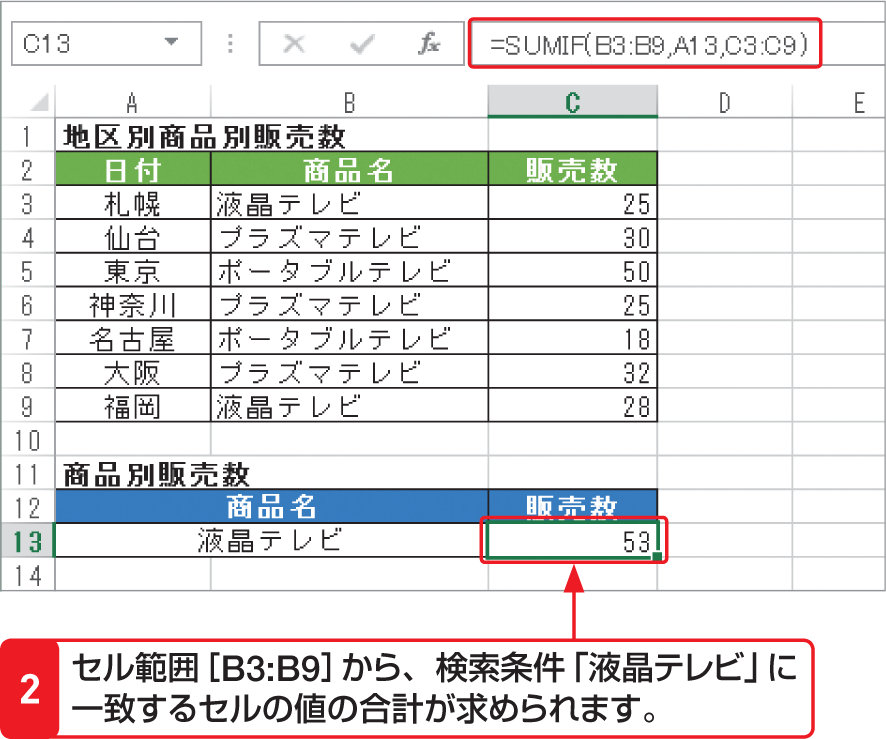 C13 fx =SUMIF(B3:B9,A13,C3:C9)
A B C D E
1 地区別商品別販売数
2 日付 商品名 販売数
3 札幌 液晶テレビ 25
4 仙台 プラズマテレビ 30
5 東京 ポータブルテレビ 50
6 神奈川 プラズマテレビ 25
7 名古屋 ポータブルテレビ 18
8 大阪 プラズマテレビ 32
9 福岡 液晶テレビ 28
10
11 商品別販売数
12 商品名 販売数
13 液晶テレビ 53
14
2 セル範囲[B3:B9]から、検索条件「液晶テレビ」に
一致するセルの値の合計が求められます。